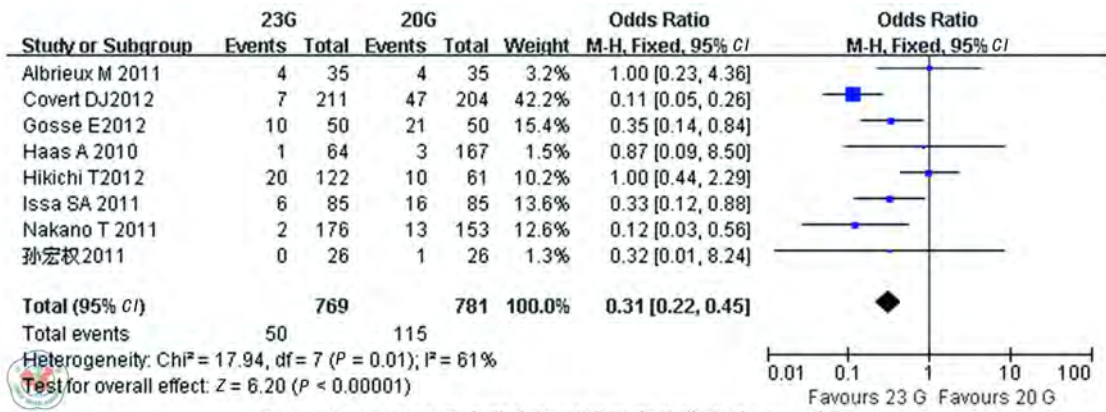 23G 20G Odds Ratio Odds Ratio
Study or Subgroup Events Total Events Total Weight M-H, Fixed, 95% CI M-H, Fixed, 95% CI
Albrieux M 2011 4 35 4 35 3.2% 1.00 [0.23, 4.36]
Covert DJ2012 7 211 47 204 42.2% 0.11 [0.05, 0.26]
Gosse E2012 10 50 21 50 15.4% 0.35 [0.14, 0.84]
Haas A 2010 1 64 3 167 1.5% 0.87 [0.09, 8.50]
Hikichi T2012 20 122 10 61 10.2% 1.00 [0.44, 2.29]
Issa SA 2011 6 85 16 85 13.6% 0.33 [0.12, 0.88]
Nakano T 2011 2 176 13 153 12.6% 0.12 [0.03, 0.56]
孙宏权2011 0 26 1 26 1.3% 0.32 [0.01, 8.24]
Total (95% CI) 769 781 100.0% 0.31 [0.22, 0.45]
Total events 50 115
Heterogeneity: Chi² = 17.94, df = 7 (P = 0.01); I² = 61%
Test for overall effect: Z = 6.20 (P < 0.00001)
0.01 0.1 1 10 100
Favours 23 G Favours 20 G